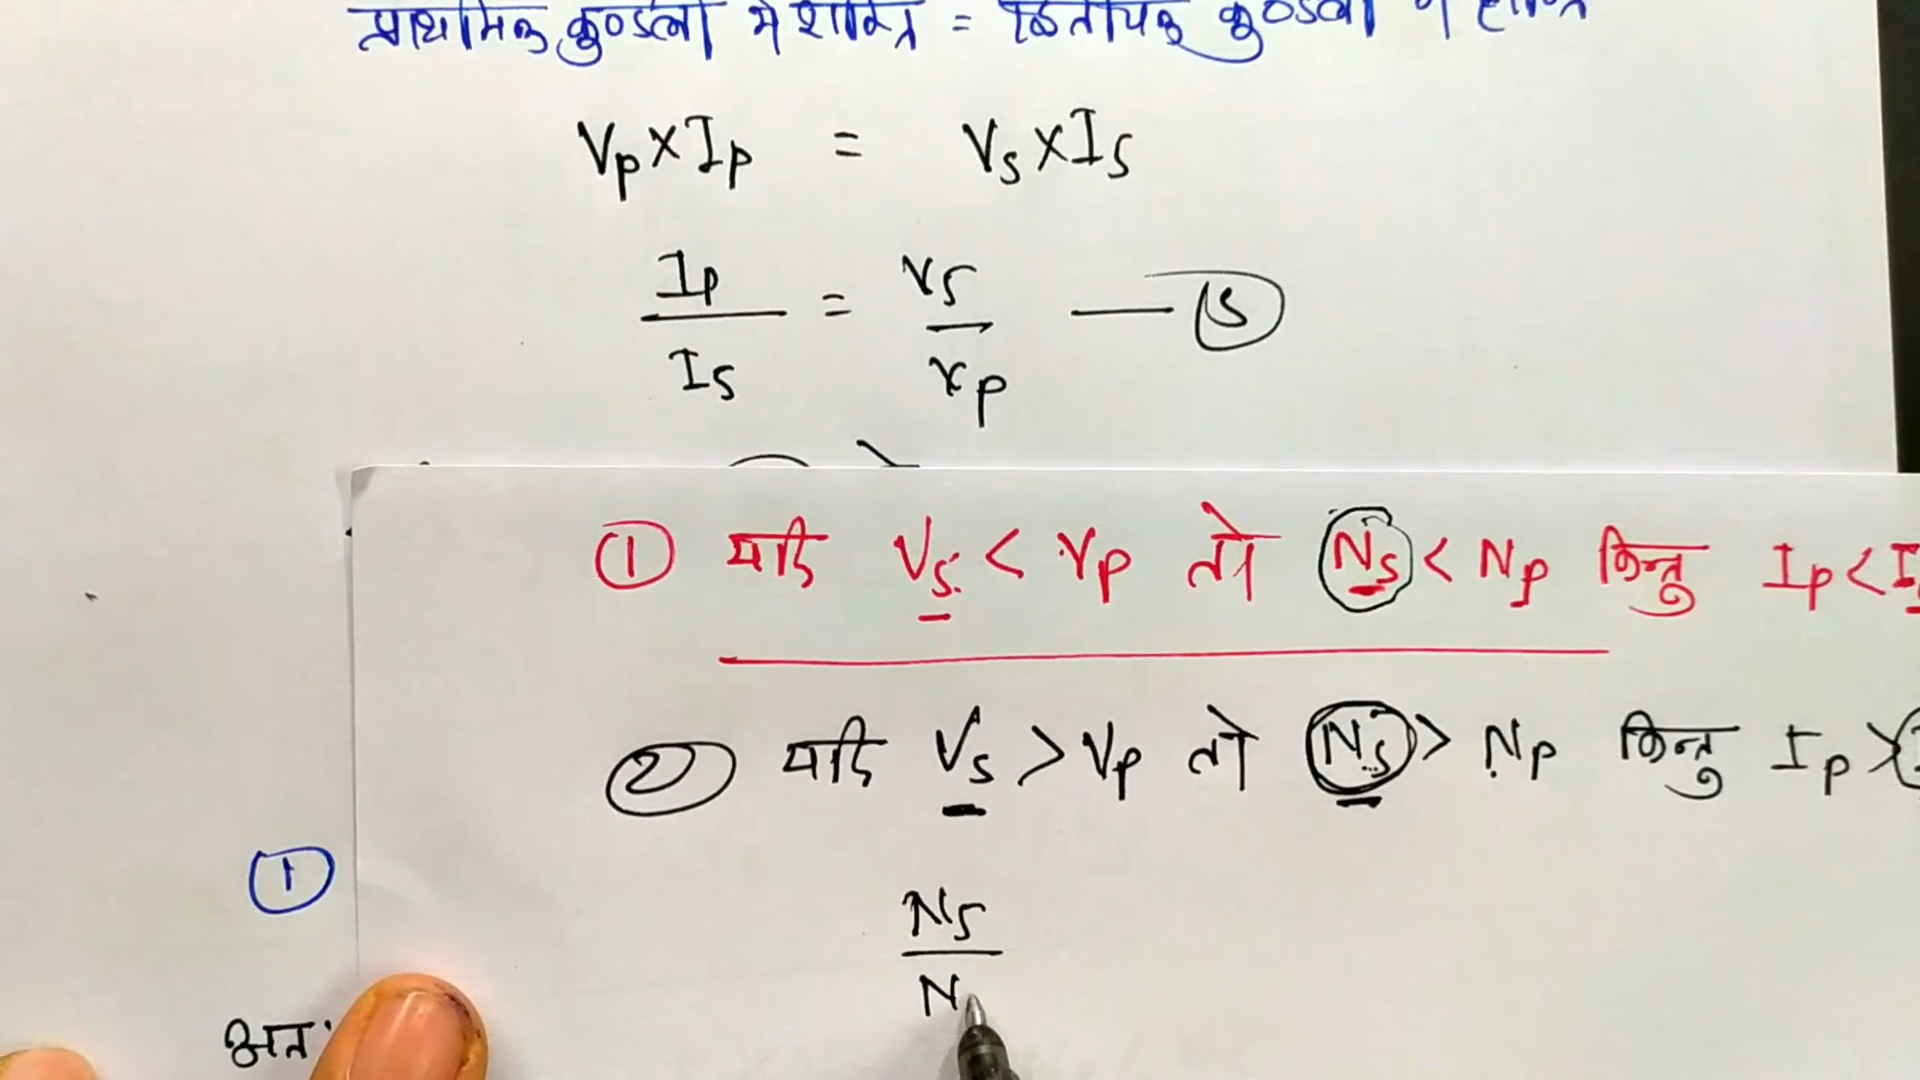 प्राथमिक कुण्डली में शक्ति = द्वितीयक कुण्डली में शक्ति
Vp x Ip = Vs x Is
Ip/Is = Vs/Vp — 5
① यदि Vs < Vp तो Ns < Np किन्तु Ip < I
② यदि Vs > Vp तो Ns > Np किन्तु Ip >
Ns/N
①
अतः